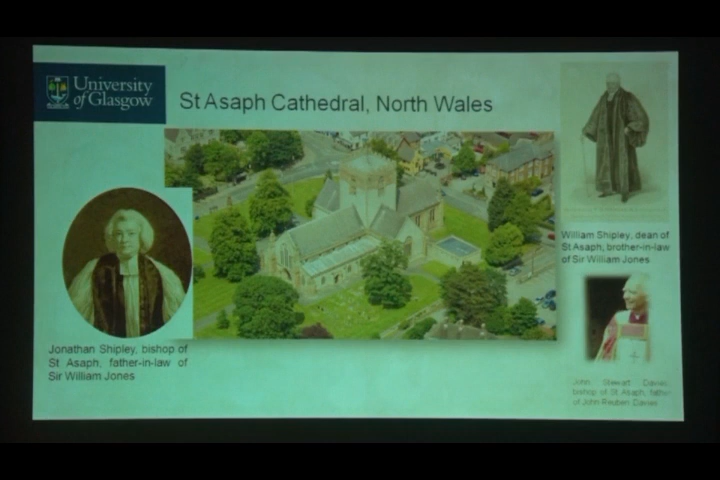 University
of Glasgow
St Asaph Cathedral, North Wales
Jonathan Shipley, bishop of
St Asaph, father-in-law of
Sir William Jones
William Shipley, dean of
St Asaph, brother-in-law
of Sir William Jones
John Stewart Davies,
bishop of St Asaph, father
of John Reuben Davies